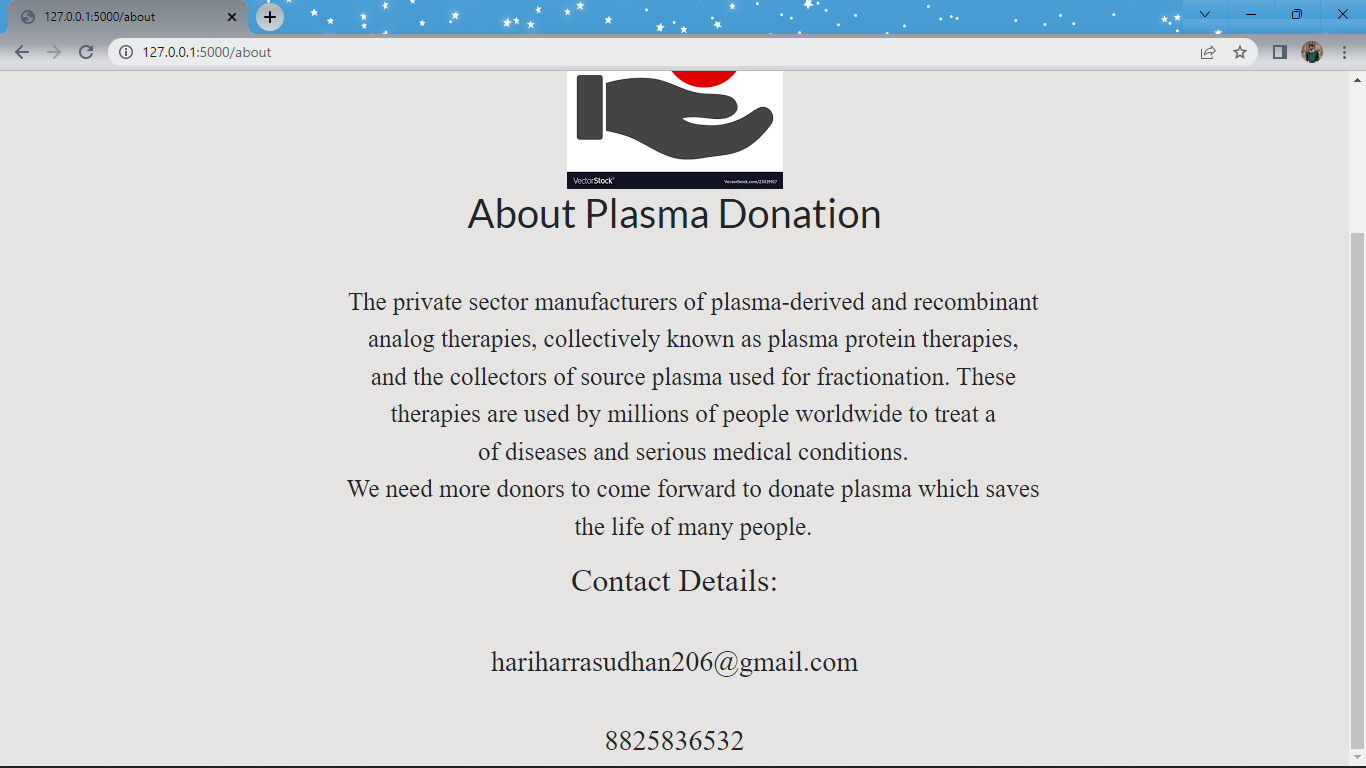 127.0.0.1:5000/about
127.0.0.1:5000/about
VectorStock®
VectorStock.com/23019917
About Plasma Donation
The private sector manufacturers of plasma-derived and recombinant
analog therapies, collectively known as plasma protein therapies,
and the collectors of source plasma used for fractionation. These
therapies are used by millions of people worldwide to treat a
of diseases and serious medical conditions.
We need more donors to come forward to donate plasma which saves
the life of many people.
Contact Details:
hariharrasudhan206@gmail.com
8825836532